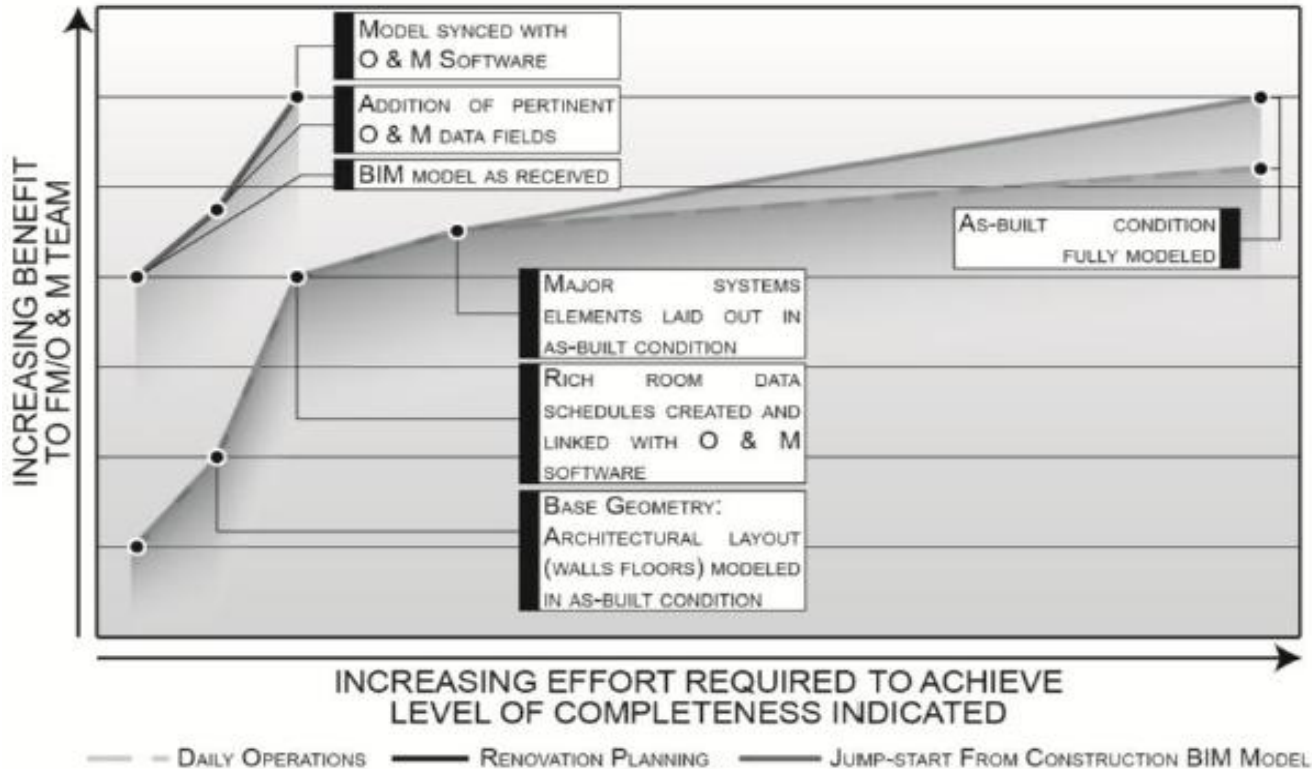 MODEL SYNCED WITH
O & M SOFTWARE
ADDITION OF PERTINENT
O & M DATA FIELDS
BIM MODEL AS RECEIVED
AS-BUILT CONDITION
FULLY MODELED
MAJOR SYSTEMS
ELEMENTS LAID OUT IN
AS-BUILT CONDITION
RICH ROOM DATA
SCHEDULES CREATED AND
LINKED WITH O & M
SOFTWARE
BASE GEOMETRY:
ARCHITECTURAL LAYOUT
(WALLS FLOORS) MODELED
IN AS-BUILT CONDITION
INCREASING BENEFIT
TO FM/O & M TEAM
INCREASING EFFORT REQUIRED TO ACHIEVE
LEVEL OF COMPLETENESS INDICATED
DAILY OPERATIONS RENOVATION PLANNING JUMP-START FROM CONSTRUCTION BIM MODEL